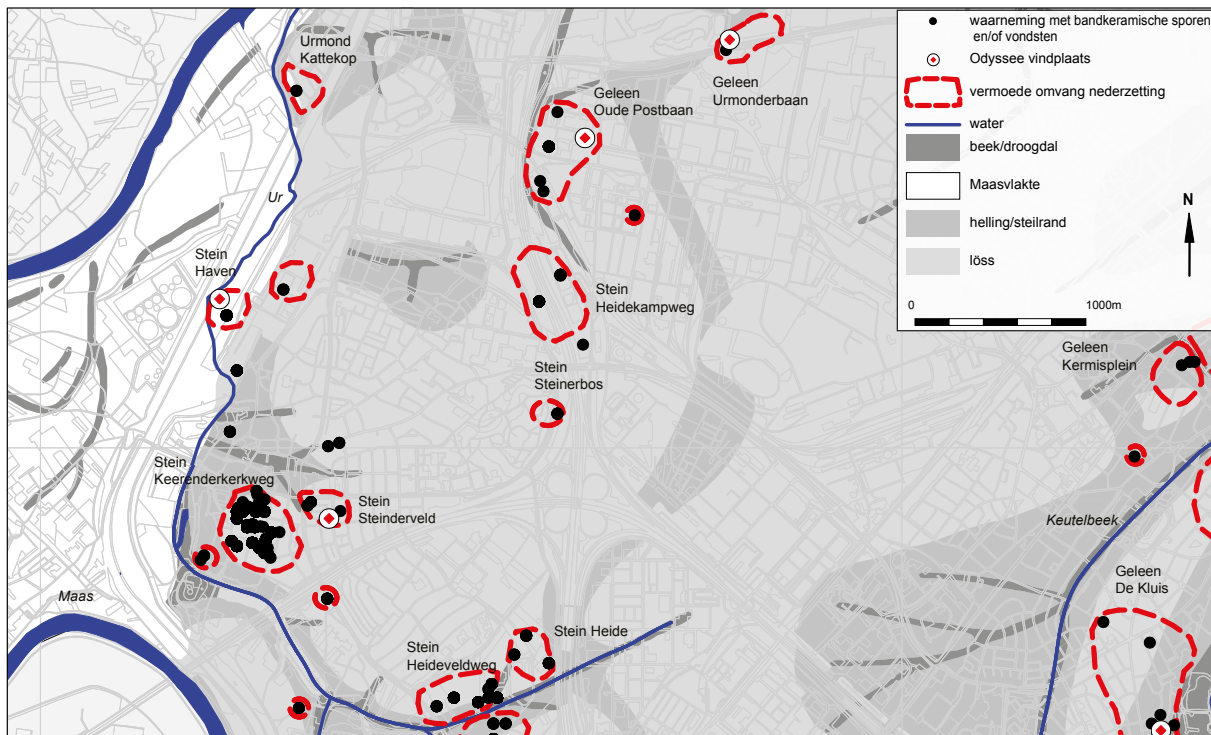 Urmond
Kattekop
Geleen
Urmonderbaan
Geleen
Oude Postbaan
waarneming met bandkeramische sporen
en/of vondsten
Odyssee vindplaats
vermoede omvang nederzetting
water
beek/droogdal
Maasvlakte
helling/steilrand
löss
N
0
1000m
Ur
Stein
Haven
Stein
Heidekampweg
Stein
Steinerbos
Geleen
Kermisplein
Stein
Keerenderkerkweg
Stein
Steinderveld
Keutelbeek
Geleen
De Kluis
Maas
Stein Heide
Stein
Heideveldweg